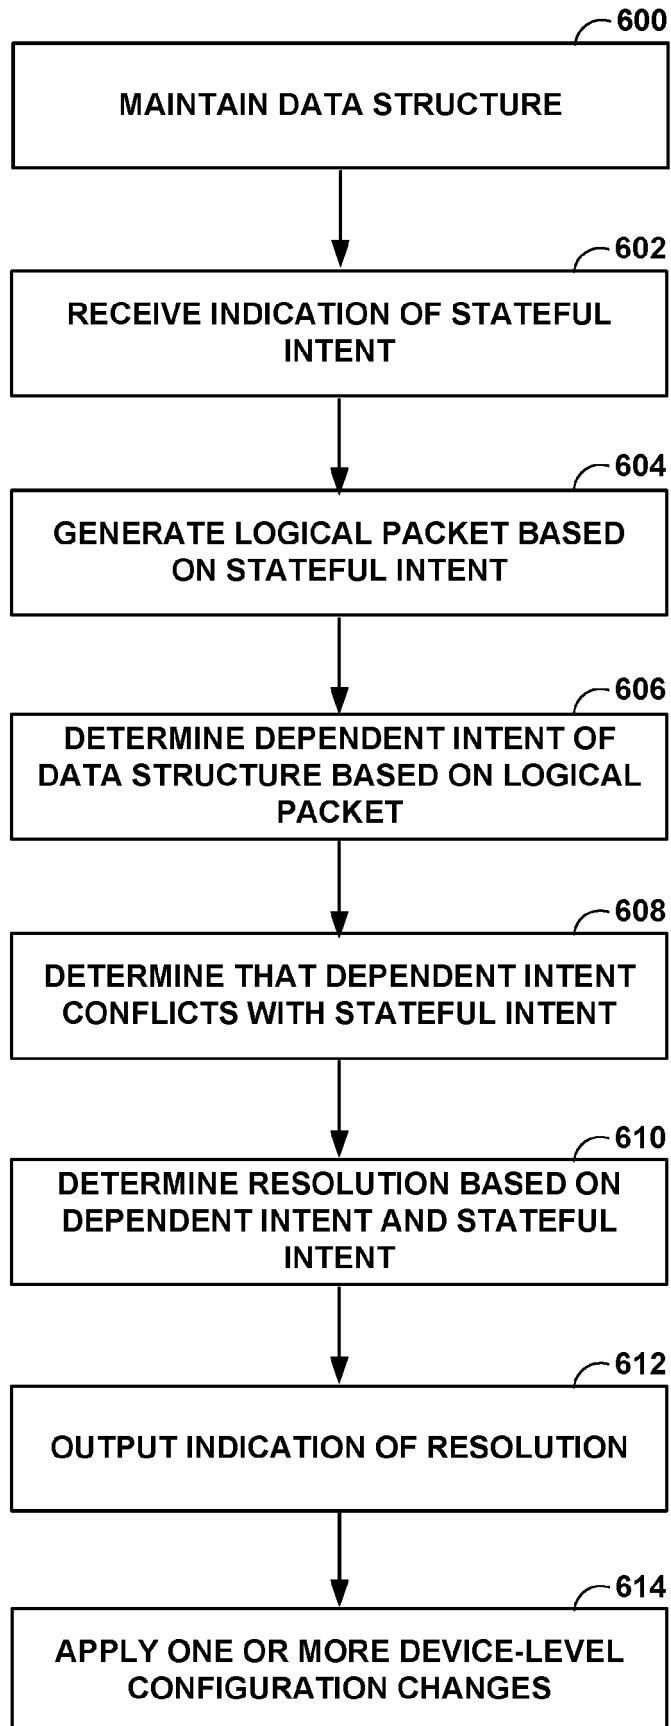 600
MAINTAIN DATA STRUCTURE
602
RECEIVE INDICATION OF STATEFUL
INTENT
604
GENERATE LOGICAL PACKET BASED
ON STATEFUL INTENT
606
DETERMINE DEPENDENT INTENT OF
DATA STRUCTURE BASED ON LOGICAL
PACKET
608
DETERMINE THAT DEPENDENT INTENT
CONFLICTS WITH STATEFUL INTENT
610
DETERMINE RESOLUTION BASED ON
DEPENDENT INTENT AND STATEFUL
INTENT
612
OUTPUT INDICATION OF RESOLUTION
614
APPLY ONE OR MORE DEVICE-LEVEL
CONFIGURATION CHANGES